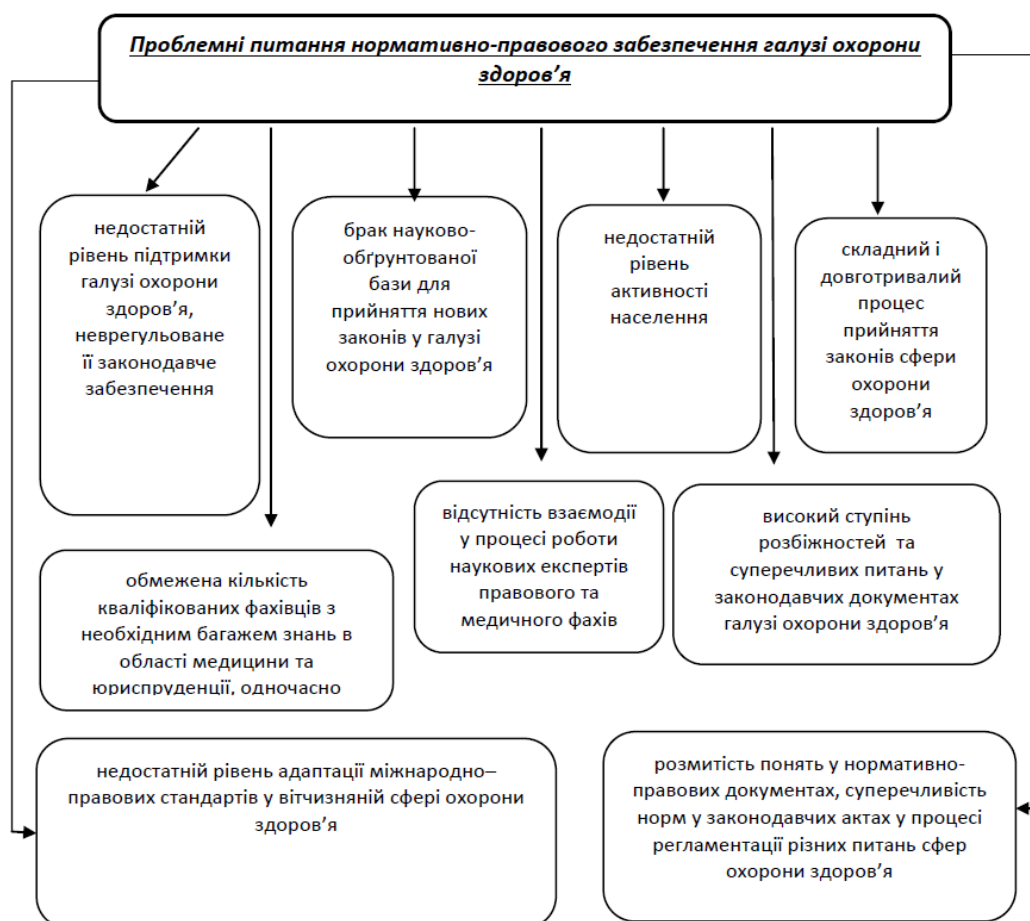 Проблемні питання нормативно-правового забезпечення галузі охорони
здоров’я
недостатній
рівень підтримки
галузі охорони
здоров’я,
неврегульоване
її законодавче
забезпечення
брак науково-
обґрунтованої
бази для
прийняття нових
законів у галузі
охорони здоров’я
недостатній
рівень
активності
населення
складний і
довготривалий
процес
прийняття
законів сфери
охорони
здоров’я
обмежена кількість
кваліфікованих фахівців з
необхідним багажем знань в
області медицини та
юриспруденції, одночасно
відсутність взаємодії
у процесі роботи
наукових експертів
правового та
медичного фахів
високий ступінь
розбіжностей та
суперечливих питань у
законодавчих документах
галузі охорони здоров’я
недостатній рівень адаптації міжнародно–
правових стандартів у вітчизняній сфері охорони
здоров’я
розмитість понять у нормативно-
правових документах, суперечливість
норм у законодавчих актах у процесі
регламентації різних питань сфер
охорони здоров’я